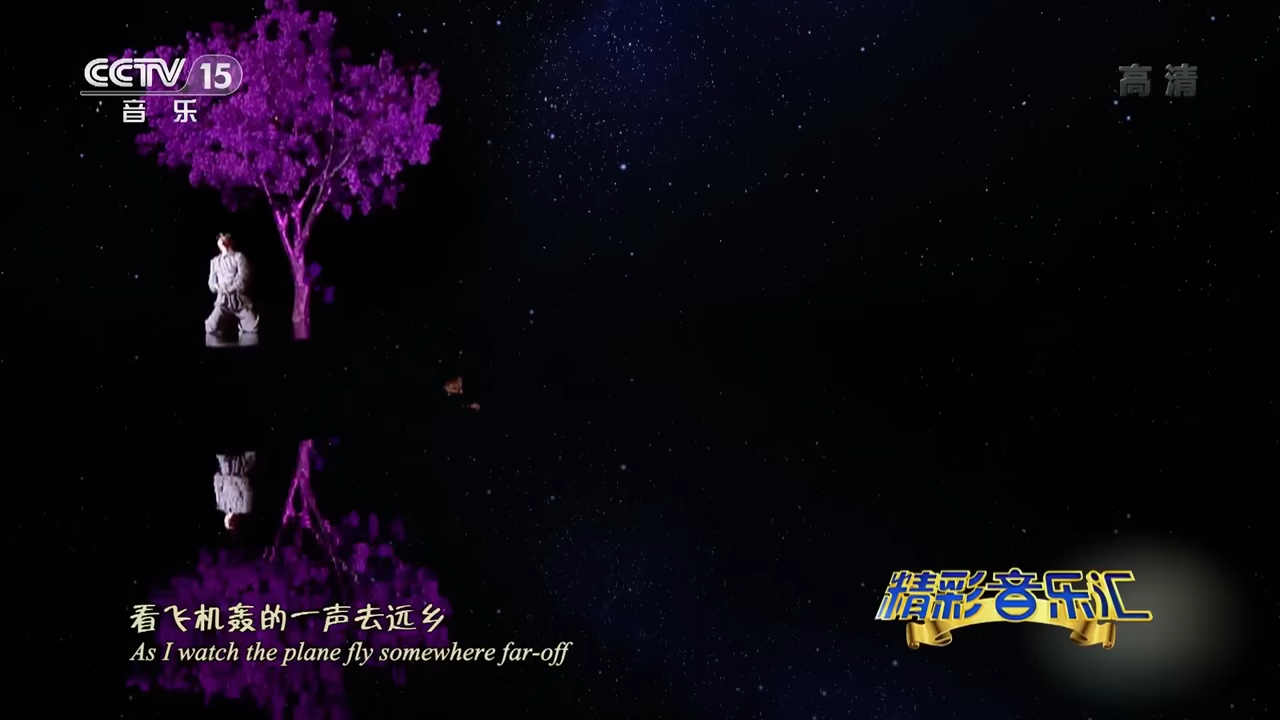 CCTV 15
音乐
高清
看飞机轰的一声去远乡
As I watch the plane fly somewhere far-off
精彩音乐汇